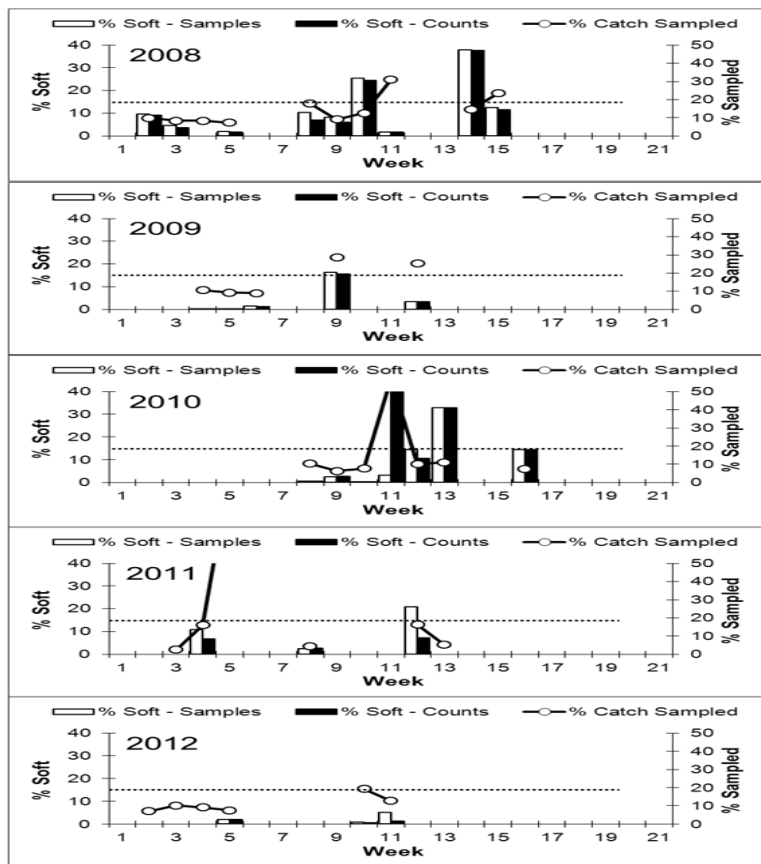 % Soft - Samples % Soft - Counts % Catch Sampled
2008
40 50
30 40
20 30
10 20
0 10
0
% Soft
% Sampled
1 3 5 7 9 11 13 15 17 19 21
Week
% Soft - Samples % Soft - Counts % Catch Sampled
2009
40 50
30 40
20 30
10 20
0 10
0
% Soft
% Sampled
1 3 5 7 9 11 13 15 17 19 21
Week
% Soft - Samples % Soft - Counts % Catch Sampled
2010
40 50
30 40
20 30
10 20
0 10
0
% Soft
% Sampled
1 3 5 7 9 11 13 15 17 19 21
Week
% Soft - Samples % Soft - Counts % Catch Sampled
2011
40 50
30 40
20 30
10 20
0 10
0
% Soft
% Sampled
1 3 5 7 9 11 13 15 17 19 21
Week
% Soft - Samples % Soft - Counts % Catch Sampled
2012
40 50
30 40
20 30
10 20
0 10
0
% Soft
% Sampled
1 3 5 7 9 11 13 15 17 19 21
Week